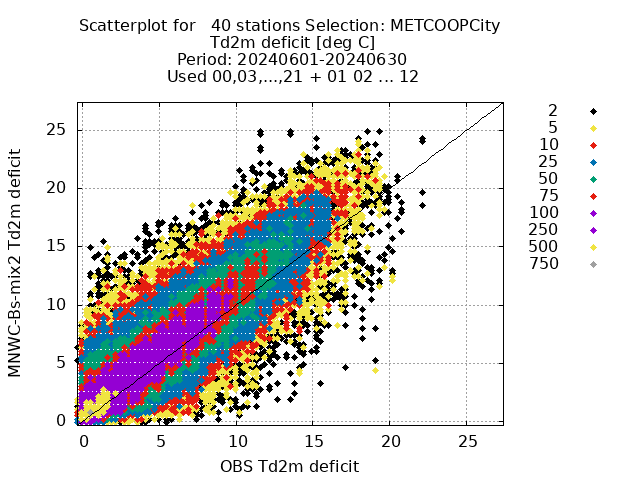 Scatterplot for   40 stations Selection: METCOOPCity
Td2m deficit [deg C]
Period: 20240601-20240630
Used 00,03,...,21 + 01 02 ... 12
MNWC-Bs-mix2 Td2m deficit
25
20
15
10
5
0
0 5 10 15 20 25
OBS Td2m deficit
2
5
10
25
50
75
100
250
500
750